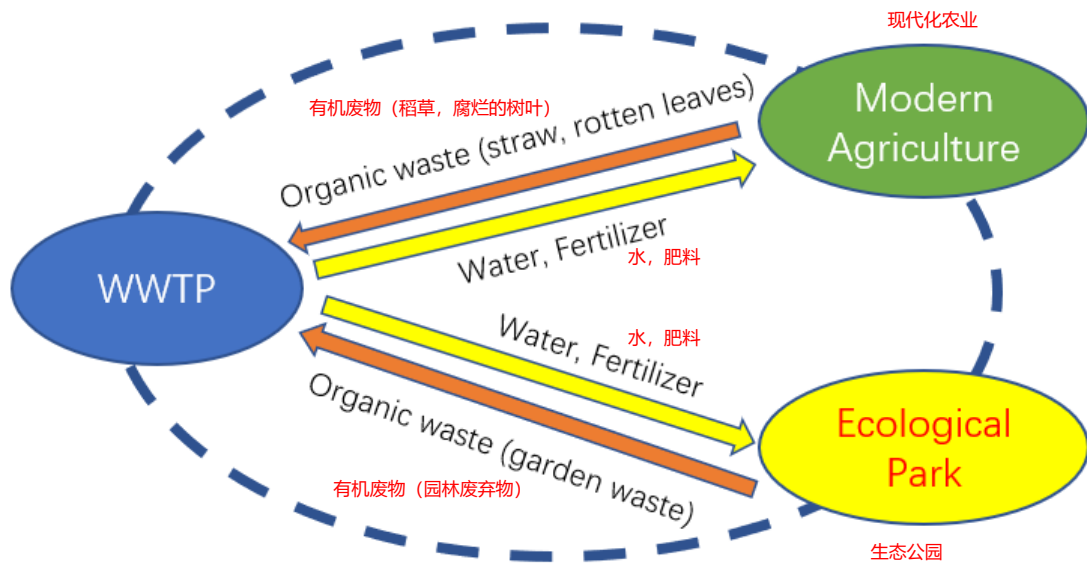 现代化农业
Modern
Agriculture
有机废物（稻草，腐烂的树叶）
Organic waste (straw, rotten leaves)
Water, Fertilizer
水，肥料
WWTP
水，肥料
Water, Fertilizer
Organic waste (garden waste)
有机废物（园林废弃物）
Ecological
Park
生态公园